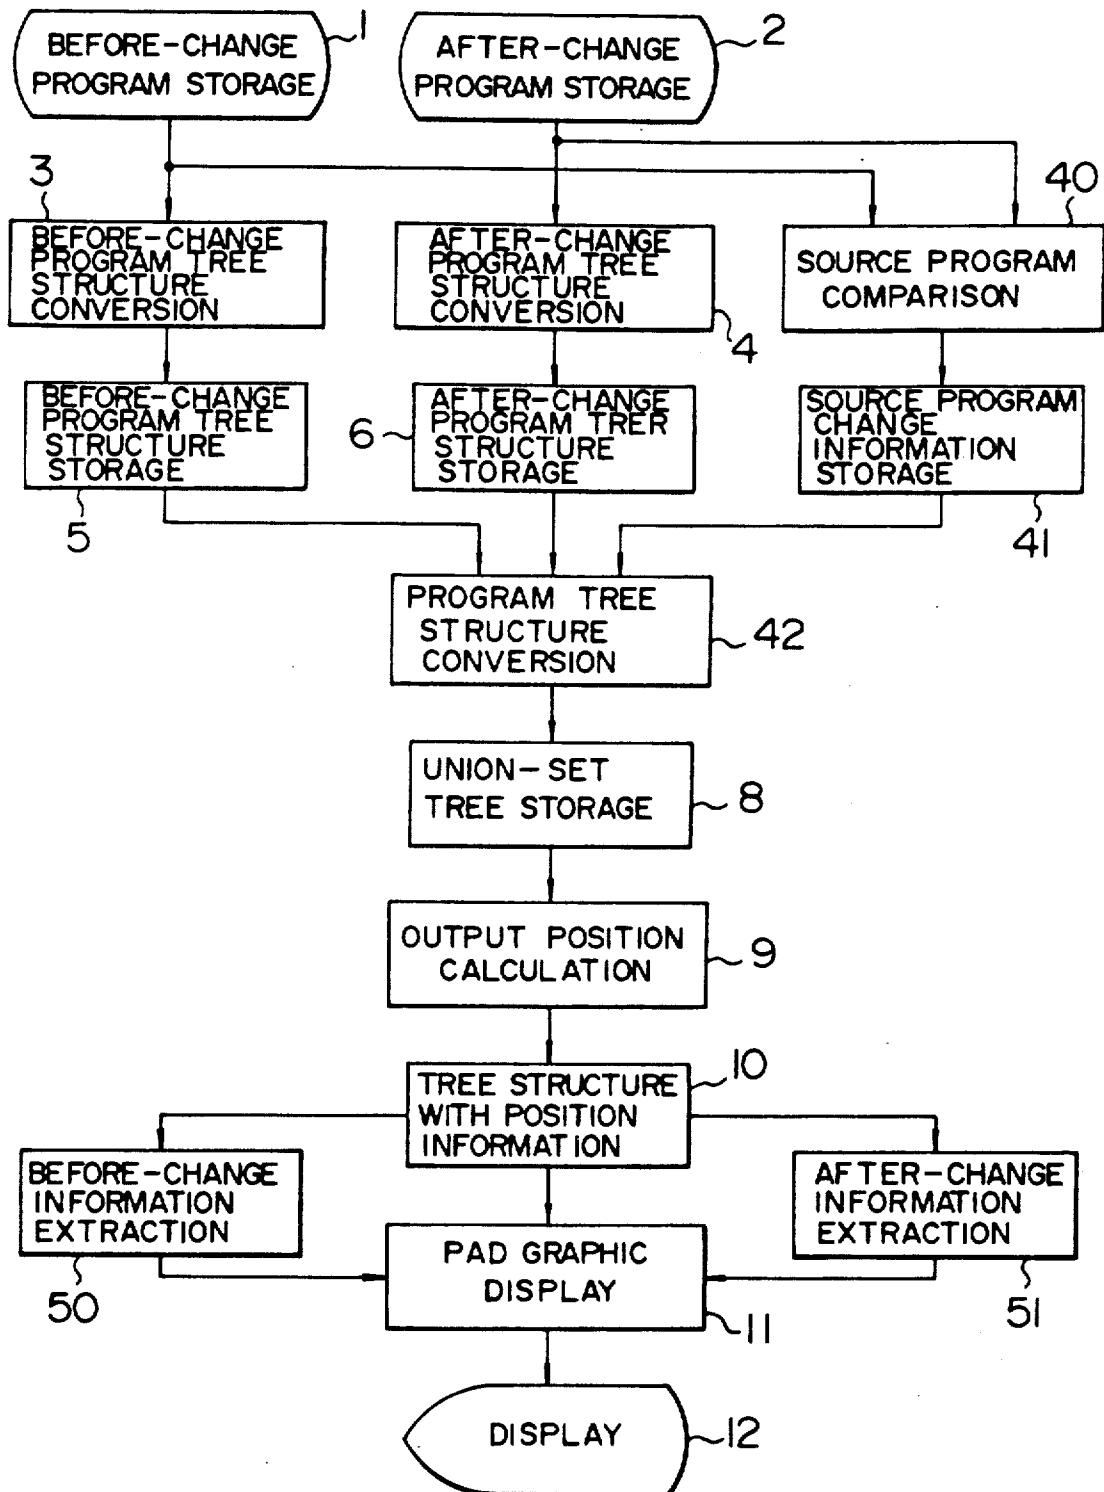 1
BEFORE-CHANGE
PROGRAM STORAGE
2
AFTER-CHANGE
PROGRAM STORAGE
3
BEFORE-CHANGE
PROGRAM TREE
STRUCTURE
CONVERSION
AFTER-CHANGE
PROGRAM TREE
STRUCTURE
CONVERSION
4
40
SOURCE PROGRAM
COMPARISON
BEFORE-CHANGE
PROGRAM TREE
STRUCTURE
STORAGE
5
6
AFTER-CHANGE
PROGRAM TRER
STRUCTURE
STORAGE
SOURCE PROGRAM
CHANGE
INFORMATION
STORAGE
41
PROGRAM TREE
STRUCTURE
CONVERSION
42
UNION-SET
TREE STORAGE
8
OUTPUT POSITION
CALCULATION
9
10
TREE STRUCTURE
WITH POSITION
INFORMATION
BEFORE-CHANGE
INFORMATION
EXTRACTION
50
AFTER-CHANGE
INFORMATION
EXTRACTION
51
PAD GRAPHIC
DISPLAY
11
DISPLAY
12